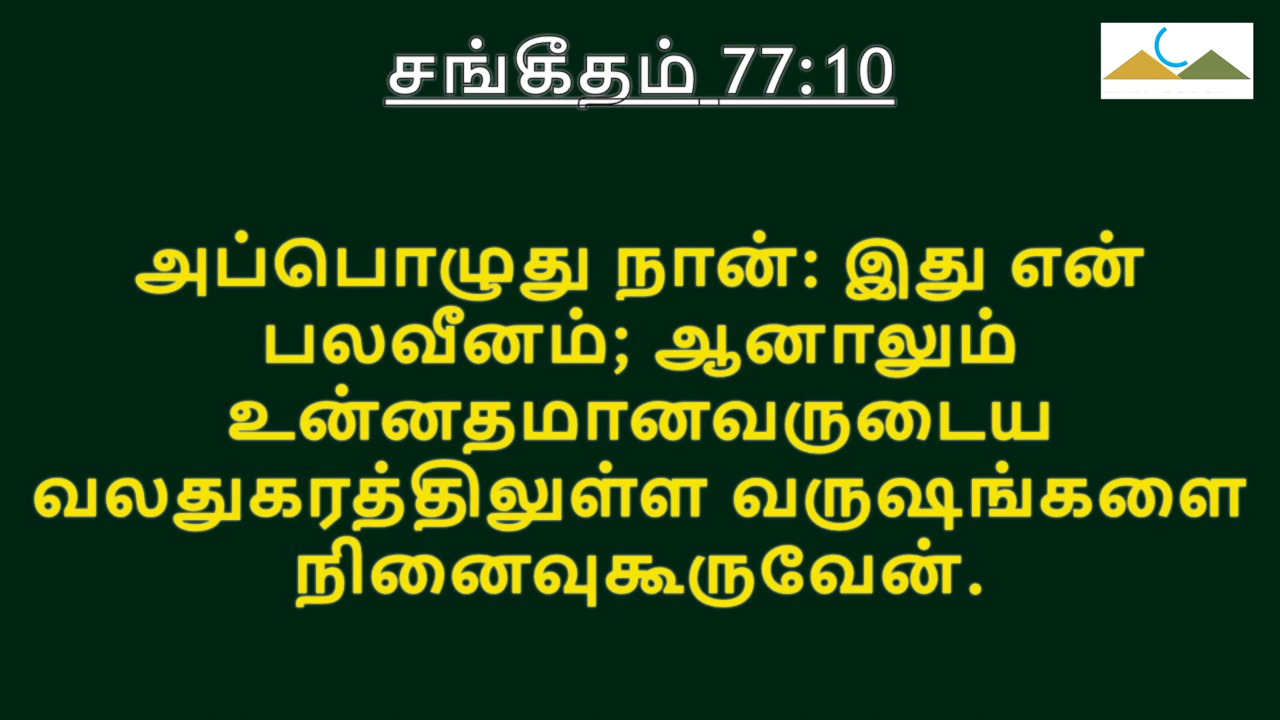 சங்கீதம் 77:10
அப்பொழுது நான்: இது என்
பலவீனம்; ஆனாலும்
உன்னதமானவருடைய
வலதுகரத்திலுள்ள வருஷங்களை
நினைவுகூருவேன்.